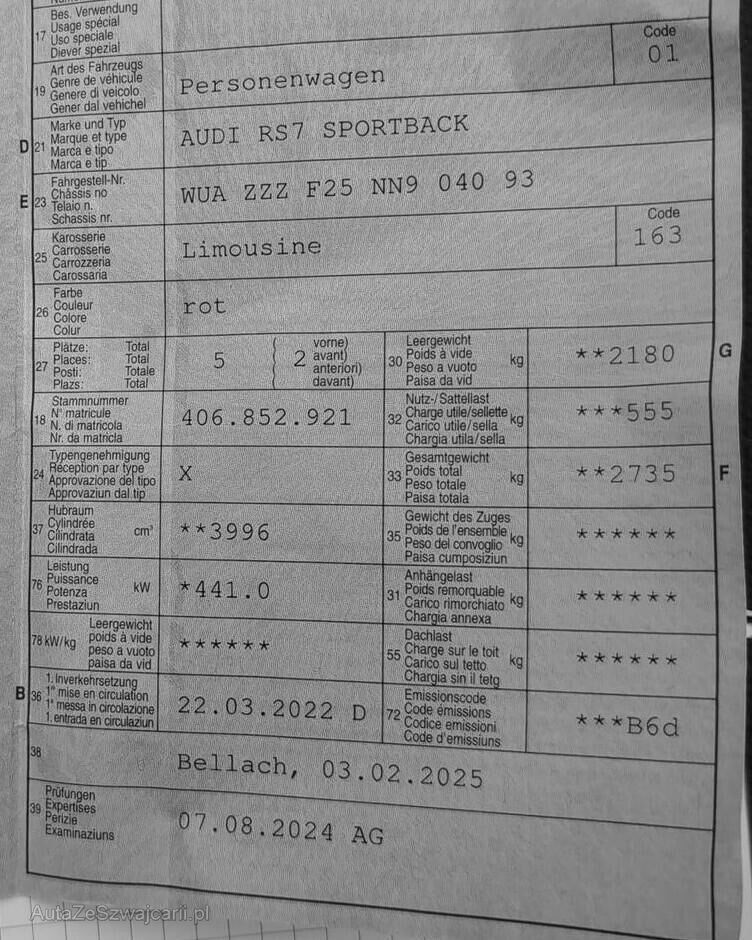 17 Bes. Verwendung
Usage spécial
Uso speciale
Diever spezial
19 Art des Fahrzeugs
Genre de véhicule
Genere di veicolo
Gener dal vehichel
Personenwagen
Code
01
D 21 Marke und Typ
Marque et type
Marca e tipo
Marca e tip
AUDI RS7 SPORTBACK
E 23 Fahrgestell-Nr.
Châssis no
Telaio n.
Schassis nr.
WUA ZZZ F25 NN9 040 93
25 Karosserie
Carrosserie
Carrozzeria
Carossaria
Limousine
Code
163
26 Farbe
Couleur
Colore
Colur
rot
27 Plätze: Total
Places: Total
Posti: Totale
Plazs: Total
5 ( 2 vorne)
avant)
anteriori)
davant)
30 Leergewicht
Poids à vide kg
Peso a vuoto
Paisa da vid
**2180 G
18 Stammnummer
N° matricule
N. di matricola
Nr. da matricla
406.852.921
32 Nutz-/Sattellast
Charge utile/sellette kg
Carico utile/sella
Chargia utila/sella
***555
24 Typengenehmigung
Réception par type
Approvazione del tipo
Approvaziun dal tip
X
33 Gesamtgewicht
Poids total kg
Peso totale
Paisa totala
**2735 F
37 Hubraum
Cylindrée cm³
Cilindrata
Cilindrada
**3996
35 Gewicht des Zuges
Poids de l'ensemble kg
Peso del convoglio
Paisa cumposiziun
******
76 Leistung
Puissance kW
Potenza
Prestaziun
*441.0
31 Anhängelast
Poids remorquable kg
Carico rimorchiato
Chargia annexa
******
78 kW/kg Leergewicht
poids à vide
peso a vuoto
paisa da vid
******
55 Dachlast
Charge sur le toit kg
Carico sul tetto
Chargia sin il tetg
******
B 36 1. Inverkehrsetzung
1re mise en circulation
1a messa in circolazione
1. entrada en circulaziun
22.03.2022 D
72 Emissionscode
Code émissions
Codice emissioni
Code d'emissiuns
***B6d
38
Bellach, 03.02.2025
39 Prüfungen
Expertises
Perizie
Examinaziuns
07.08.2024 AG
AutaZeSzwajcarii.pl